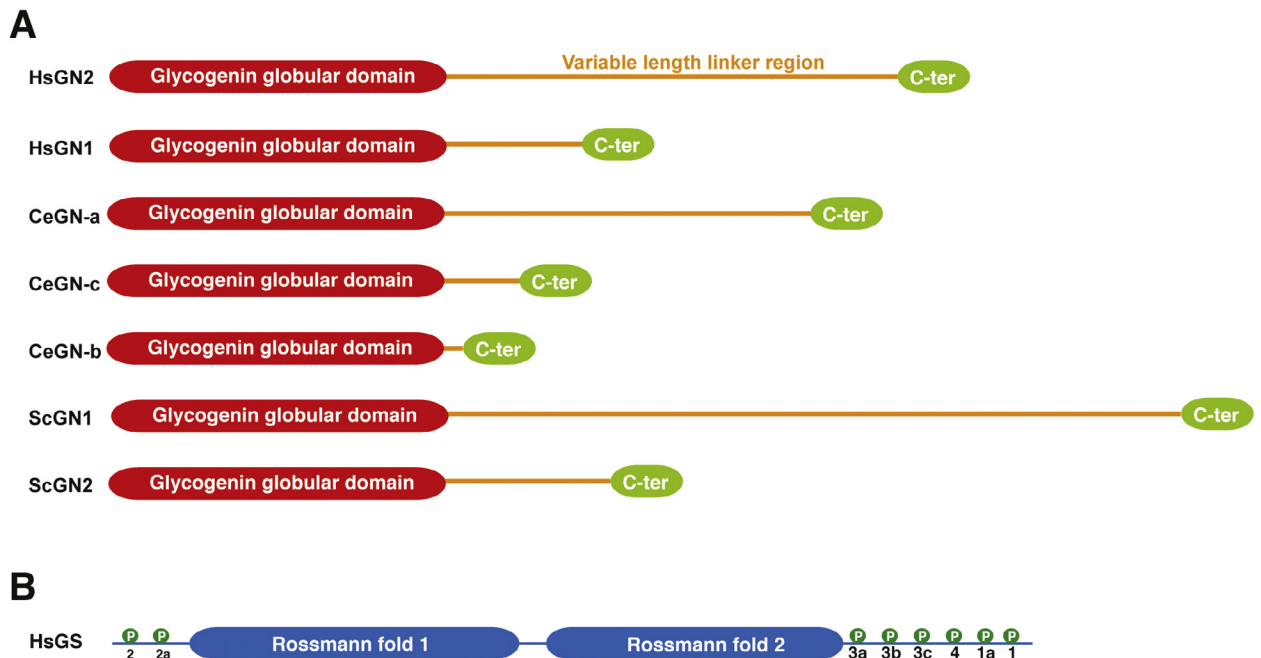 A
Variable length linker region
HsGN2 Glycogenin globular domain C-ter
HsGN1 Glycogenin globular domain C-ter
CeGN-a Glycogenin globular domain C-ter
CeGN-c Glycogenin globular domain C-ter
CeGN-b Glycogenin globular domain C-ter
ScGN1 Glycogenin globular domain C-ter
ScGN2 Glycogenin globular domain C-ter
B
P P P P P P P P
HsGS Rossmann fold 1 Rossmann fold 2
2 2a 3a 3b 3c 4 1a 1